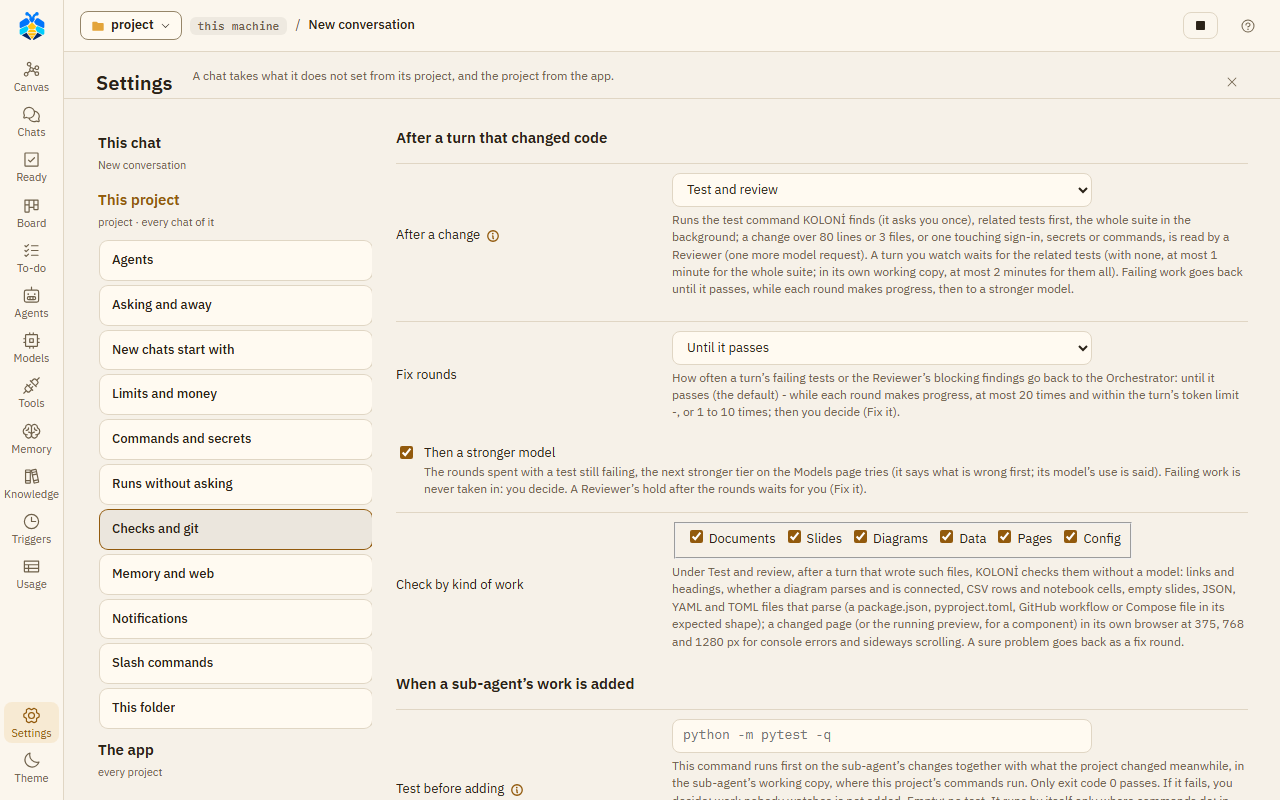 project
this machine
/
New conversation
Canvas
Chats
Ready
Board
To-do
Agents
Models
Tools
Memory
Knowledge
Triggers
Usage
Settings
Theme
Settings
A chat takes what it does not set from its project, and the project from the app.
This chat
New conversation
This project
project · every chat of it
Agents
Asking and away
New chats start with
Limits and money
Commands and secrets
Runs without asking
Checks and git
Memory and web
Notifications
Slash commands
This folder
The app
every project
After a turn that changed code
After a change
Test and review
Runs the test command KOLONİ finds (it asks you once), related tests first, the whole suite in the
background; a change over 80 lines or 3 files, or one touching sign-in, secrets or commands, is read by a
Reviewer (one more model request). A turn you watch waits for the related tests (with none, at most 1
minute for the whole suite; in its own working copy, at most 2 minutes for them all). Failing work goes back
until it passes, while each round makes progress, then to a stronger model.
Fix rounds
Until it passes
How often a turn’s failing tests or the Reviewer’s blocking findings go back to the Orchestrator: until it
passes (the default) - while each round makes progress, at most 20 times and within the turn’s token limit
-, or 1 to 10 times; then you decide (Fix it).
Then a stronger model
The rounds spent with a test still failing, the next stronger tier on the Models page tries (it says what is wrong first; its model’s use is said). Failing work is
never taken in: you decide. A Reviewer’s hold after the rounds waits for you (Fix it).
Check by kind of work
Documents Slides Diagrams Data Pages Config
Under Test and review, after a turn that wrote such files, KOLONİ checks them without a model: links and
headings, whether a diagram parses and is connected, CSV rows and notebook cells, empty slides, JSON,
YAML and TOML files that parse (a package.json, pyproject.toml, GitHub workflow or Compose file in its
expected shape); a changed page (or the running preview, for a component) in its own browser at 375, 768
and 1280 px for console errors and sideways scrolling. A sure problem goes back as a fix round.
When a sub-agent’s work is added
Test before adding
python -m pytest -q
This command runs first on the sub-agent’s changes together with what the project changed meanwhile, in
the sub-agent’s working copy, where this project’s commands run. Only exit code 0 passes. If it fails, you